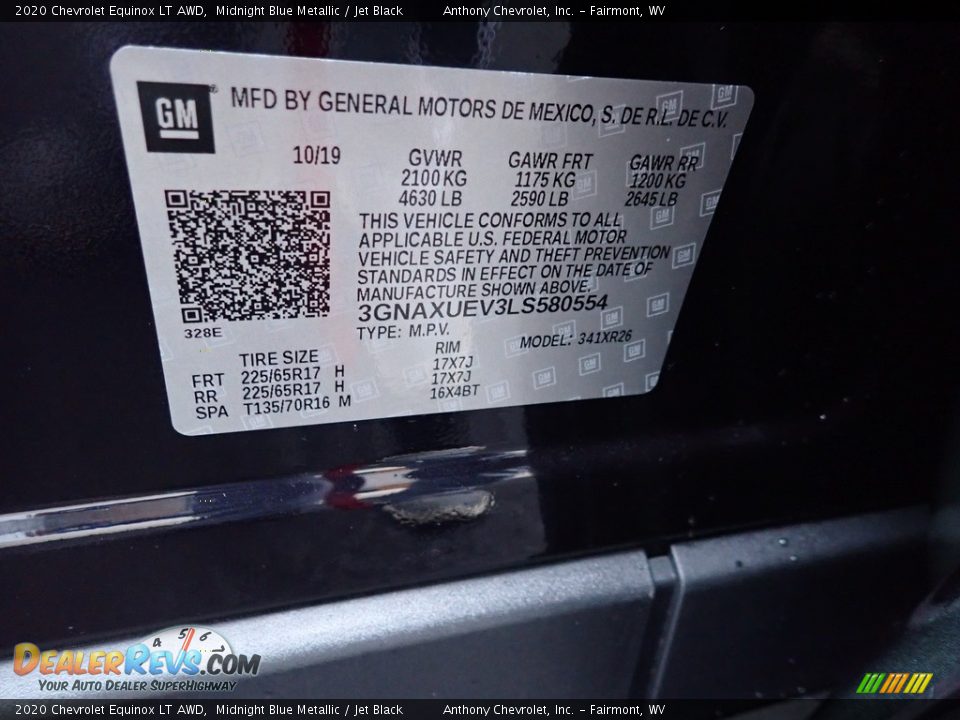 2020 Chevrolet Equinox LT AWD, Midnight Blue Metallic / Jet Black Anthony Chevrolet, Inc. - Fairmont, WV
GM® MFD BY GENERAL MOTORS DE MEXICO, S. DE R.L. DE C.V.
10/19 GVWR GAWR FRT GAWR RR
2100 KG 1175 KG 1200 KG
4630 LB 2590 LB 2645 LB
THIS VEHICLE CONFORMS TO ALL
APPLICABLE U.S. FEDERAL MOTOR
VEHICLE SAFETY AND THEFT PREVENTION
STANDARDS IN EFFECT ON THE DATE OF
MANUFACTURE SHOWN ABOVE.
3GNAXUEV3LS580554
328E TYPE: M.P.V. MODEL: 341XR26
TIRE SIZE RIM
FRT 225/65R17 H 17X7J
RR 225/65R17 H 17X7J
SPA T135/70R16 M 16X4BT
4 5 6
DEALERREVS.COM
YOUR AUTO DEALER SUPERHIGHWAY
2020 Chevrolet Equinox LT AWD, Midnight Blue Metallic / Jet Black Anthony Chevrolet, Inc. - Fairmont, WV